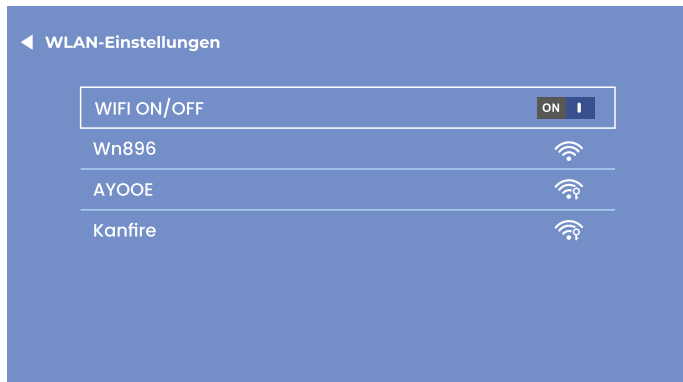 WLAN-Einstellungen
WIFI ON/OFF ON
Wn896
AYOOE
Kanfire